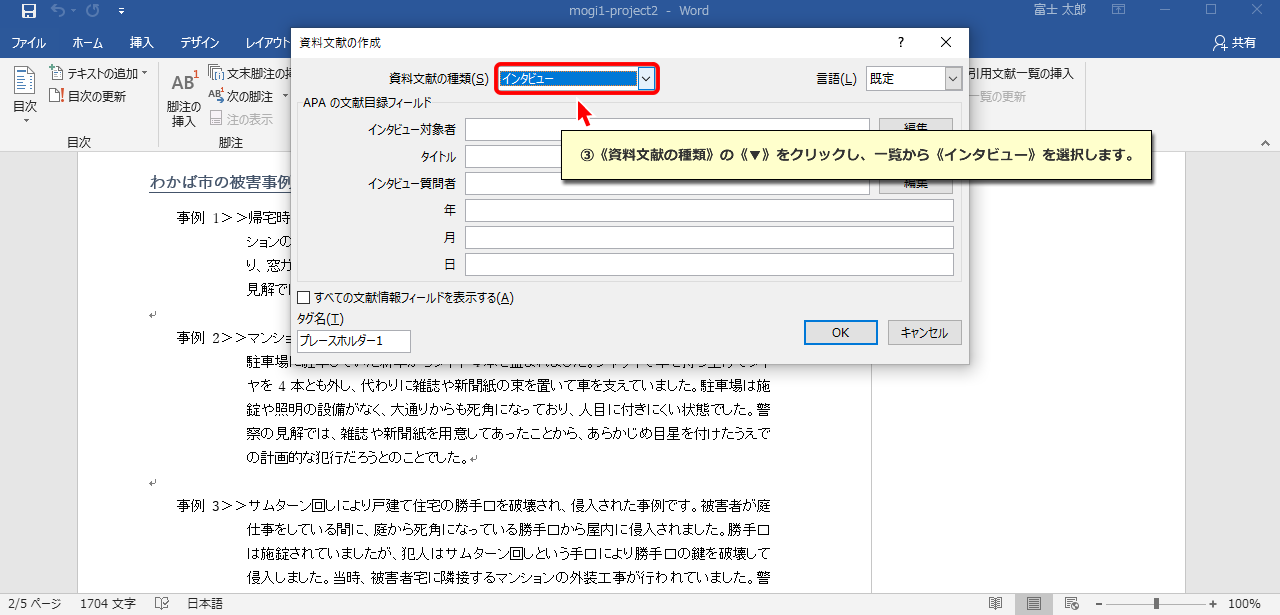 mogi1-project2 - Word
富士 太郎
ファイル ホーム 挿入 デザイン レイアウト
共有
目次
テキストの追加
目次の更新
目次
AB1
脚注の
挿入
文末脚注の挿
次の脚注
注の表示
脚注
引用文献一覧の挿入
一覧の更新
資料文献の作成
?
資料文献の種類(S) インタビュー
言語(L) 既定
APA の文献目録フィールド
インタビュー対象者
編集
タイトル
インタビュー質問者
編集
年
月
日
すべての文献情報フィールドを表示する(A)
タグ名(T)
プレースホルダー1
OK キャンセル
③《資料文献の種類》の《▼》をクリックし、一覧から《インタビュー》を選択します。
わかば市の被害事例
事例 1>>帰宅時
ションの
り、窓ガ
見解では
事例 2>>マンショ
ヤを 4 本とも外し、代わりに雑誌や新聞紙の束を置いて車を支えていました。駐車場は施
錠や照明の設備がなく、大通りからも死角になっており、人目に付きにくい状態でした。警
察の見解では、雑誌や新聞紙を用意してあったことから、あらかじめ目星を付けたうえで
の計画的な犯行だろうとのことでした。
事例 3>>サムターン回しにより戸建て住宅の勝手口を破壊され、侵入された事例です。被害者が庭
仕事をしている間に、庭から死角になっている勝手口から屋内に侵入されました。勝手口
は施錠されていましたが、犯人はサムターン回しという手口により勝手口の鍵を破壊して
侵入しました。当時、被害者宅に隣接するマンションの外装工事が行われていました。警
2/5 ページ 1704 文字 日本語
100%